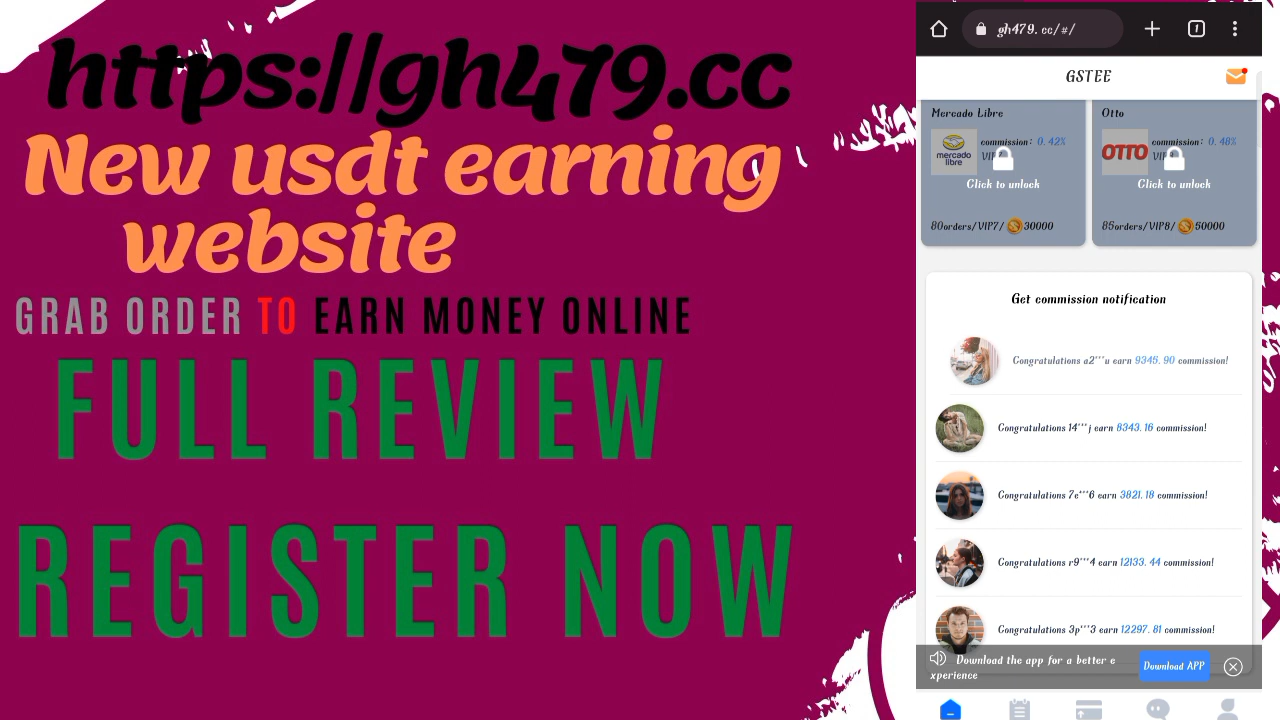 https://gh479.cc
New usdt earning
website
GRAB ORDER TO EARN MONEY ONLINE
FULL REVIEW
REGISTER NOW
gh479.cc/#/
1
GSTEE
Mercado Libre
mercado
libre
commission: 0.42%
Click to unlock
80orders/VIP7/ 30000
Otto
OTTO
commission: 0.48%
Click to unlock
85orders/VIP8/ 50000
Get commission notification
Congratulations a2***u earn 9345.90 commission!
Congratulations 14***j earn 8343.16 commission!
Congratulations 7e***6 earn 3821.18 commission!
Congratulations r9***4 earn 12133.44 commission!
Congratulations 3p***3 earn 12297.81 commission!
Download the app for a better e
xperience
Download APP